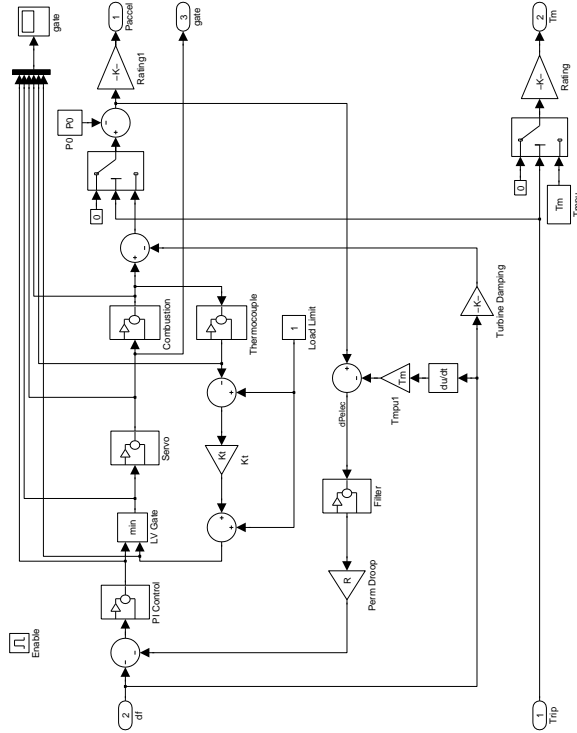 Enable
gate
2
df
PI Control
min
LV Gate
Servo
Combustion
0
P0
P0
-K-
Rating1
1
Paccel
Thermocouple
3
gate
Kt
Kt
1
Load Limit
R
Perm Droop
Filter
dPelec
Tm
Tmpu1
du/dt
-K-
Turbine Damping
0
1
Trip
-K-
Rating
2
Tm
Tm